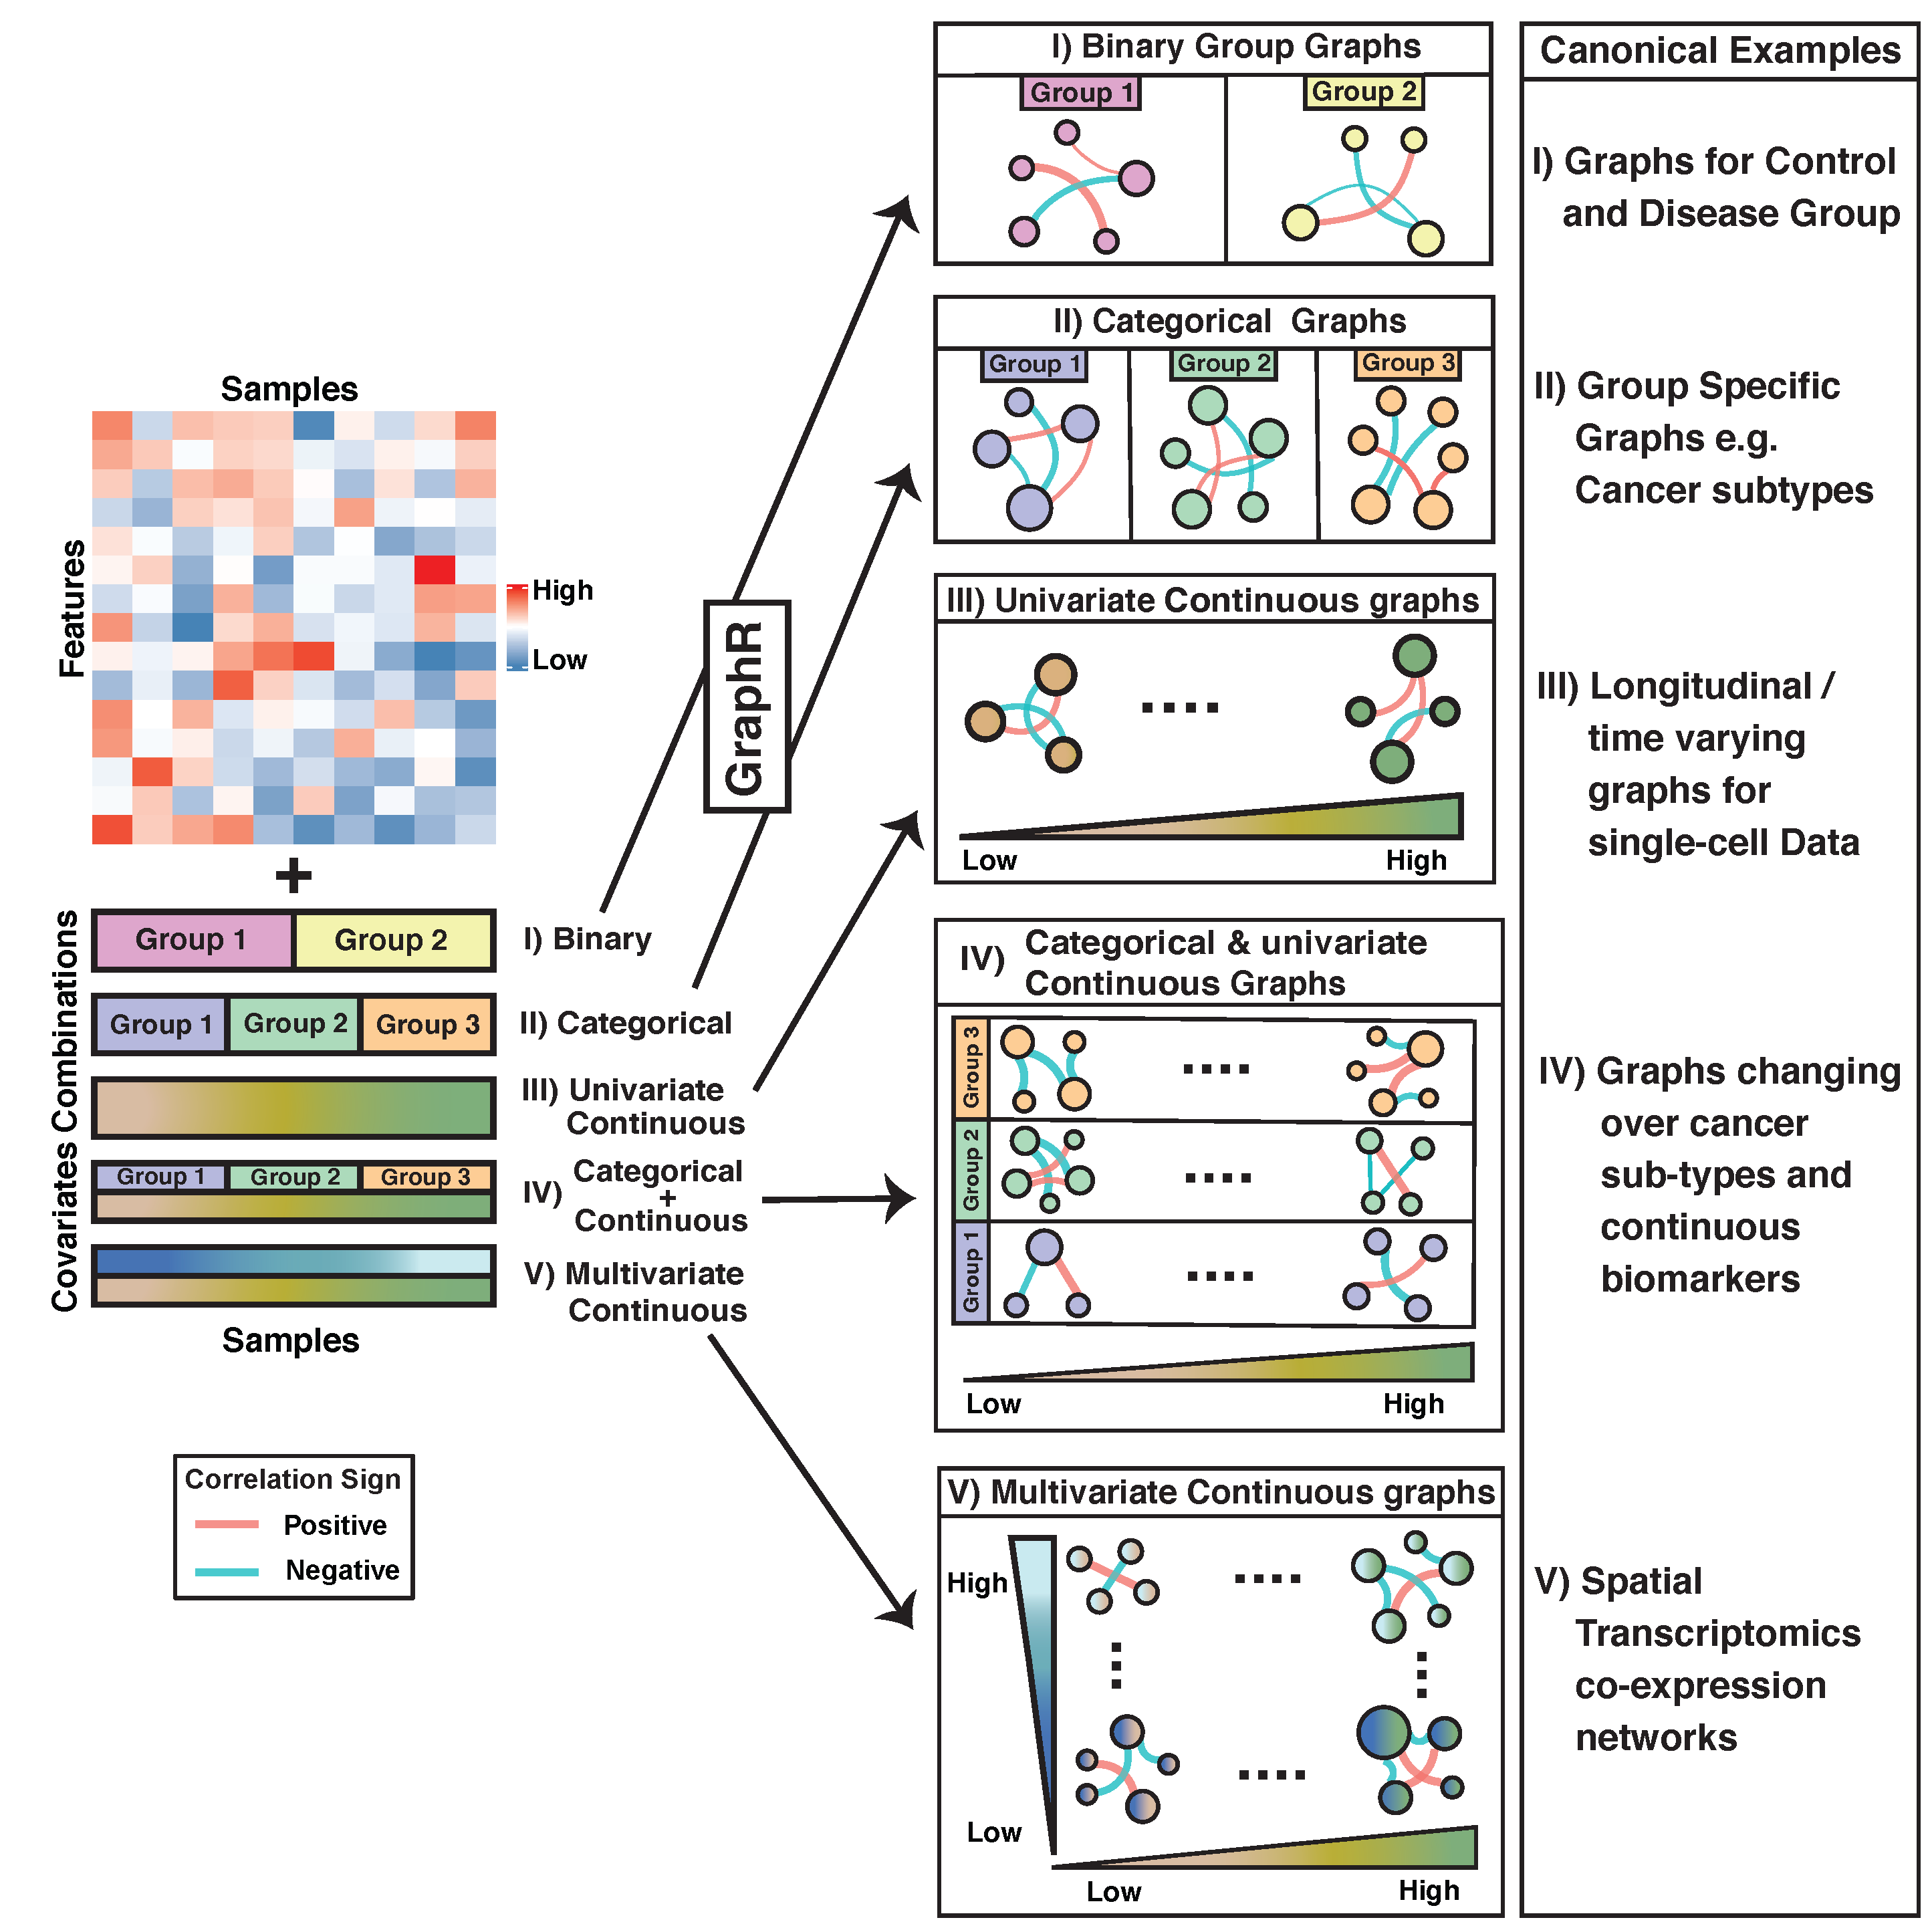 Samples
Features
High
Low
+
Covariates Combinations
Group 1
Group 2
I) Binary
Group 1
Group 2
Group 3
II) Categorical
III) Univariate
Continuous
Group 1
Group 2
Group 3
IV)
Categorical
+
Continuous
V) Multivariate
Continuous
Samples
Correlation Sign
Positive
Negative
GraphR
I) Binary Group Graphs
Group 1
Group 2
II) Categorical Graphs
Group 1
Group 2
Group 3
III) Univariate Continuous graphs
Low
High
IV)
Categorical & univariate
Continuous Graphs
Group 3
Group 2
Group 1
Low
High
V) Multivariate Continuous graphs
High
Low
Low
High
Canonical Examples
I) Graphs for Control
and Disease Group
II) Group Specific
Graphs e.g.
Cancer subtypes
III) Longitudinal /
time varying
graphs for
single-cell Data
IV) Graphs changing
over cancer
sub-types and
continuous
biomarkers
V) Spatial
Transcriptomics
co-expression
networks